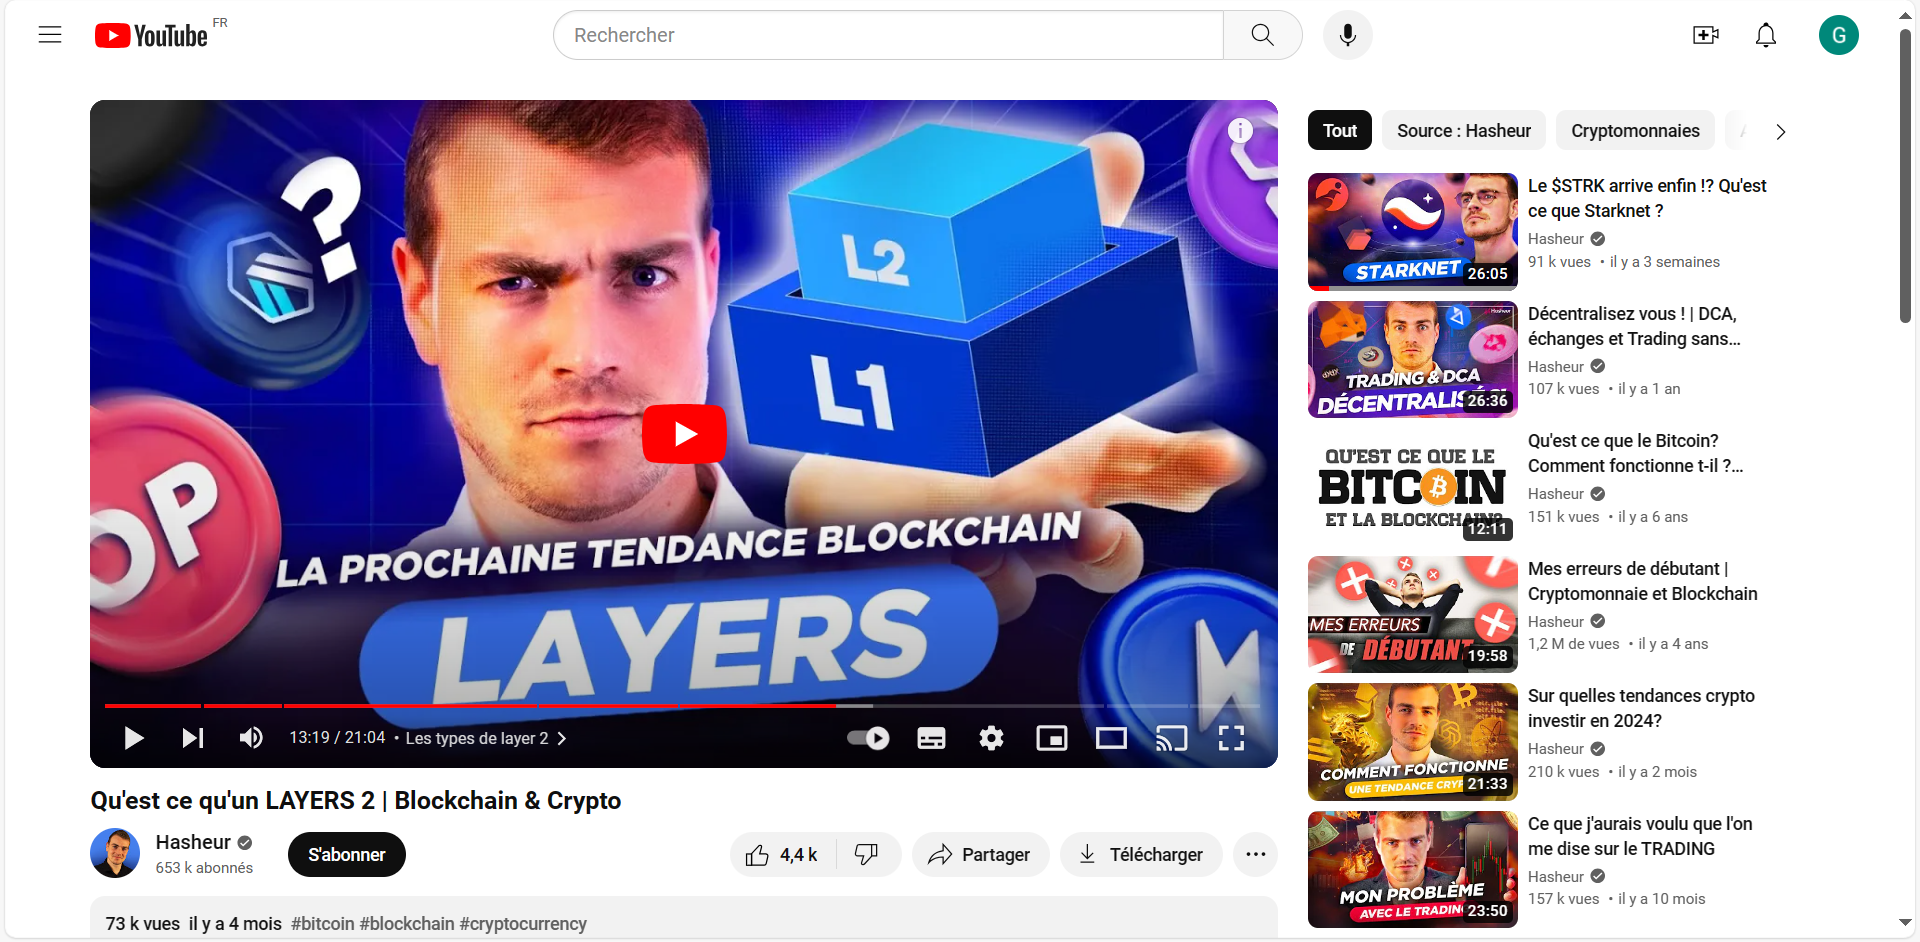 YouTube FR
Rechercher
G
L2
L1
OP
?
LA PROCHAINE TENDANCE BLOCKCHAIN
LAYERS
13:19 / 21:04 • Les types de layer 2
Qu'est ce qu'un LAYERS 2 | Blockchain & Crypto
Hasheur
653 k abonnés
S'abonner
4,4 k
Partager
Télécharger
73 k vues il y a 4 mois #bitcoin #blockchain #cryptocurrency
Tout
Source : Hasheur
Cryptomonnaies
STARKNET
26:05
Le $STRK arrive enfin !? Qu'est
ce que Starknet ?
Hasheur
91 k vues • il y a 3 semaines
Hasheur
TRADING & DCA
DÉCENTRALISÉ
26:36
Décentralisez vous ! | DCA,
échanges et Trading sans...
Hasheur
107 k vues • il y a 1 an
QU'EST CE QUE LE
BITCOIN
ET LA BLOCKCHAIN?
12:11
Qu'est ce que le Bitcoin?
Comment fonctionne t-il ?...
Hasheur
151 k vues • il y a 6 ans
MES ERREURS
DE DÉBUTANT
19:58
Mes erreurs de débutant |
Cryptomonnaie et Blockchain
Hasheur
1,2 M de vues • il y a 4 ans
COMMENT FONCTIONNE
UNE TENDANCE CRYP
21:33
Sur quelles tendances crypto
investir en 2024?
Hasheur
210 k vues • il y a 2 mois
MON PROBLÈME
AVEC LE TRADING
23:50
Ce que j'aurais voulu que l'on
me dise sur le TRADING
Hasheur
157 k vues • il y a 10 mois